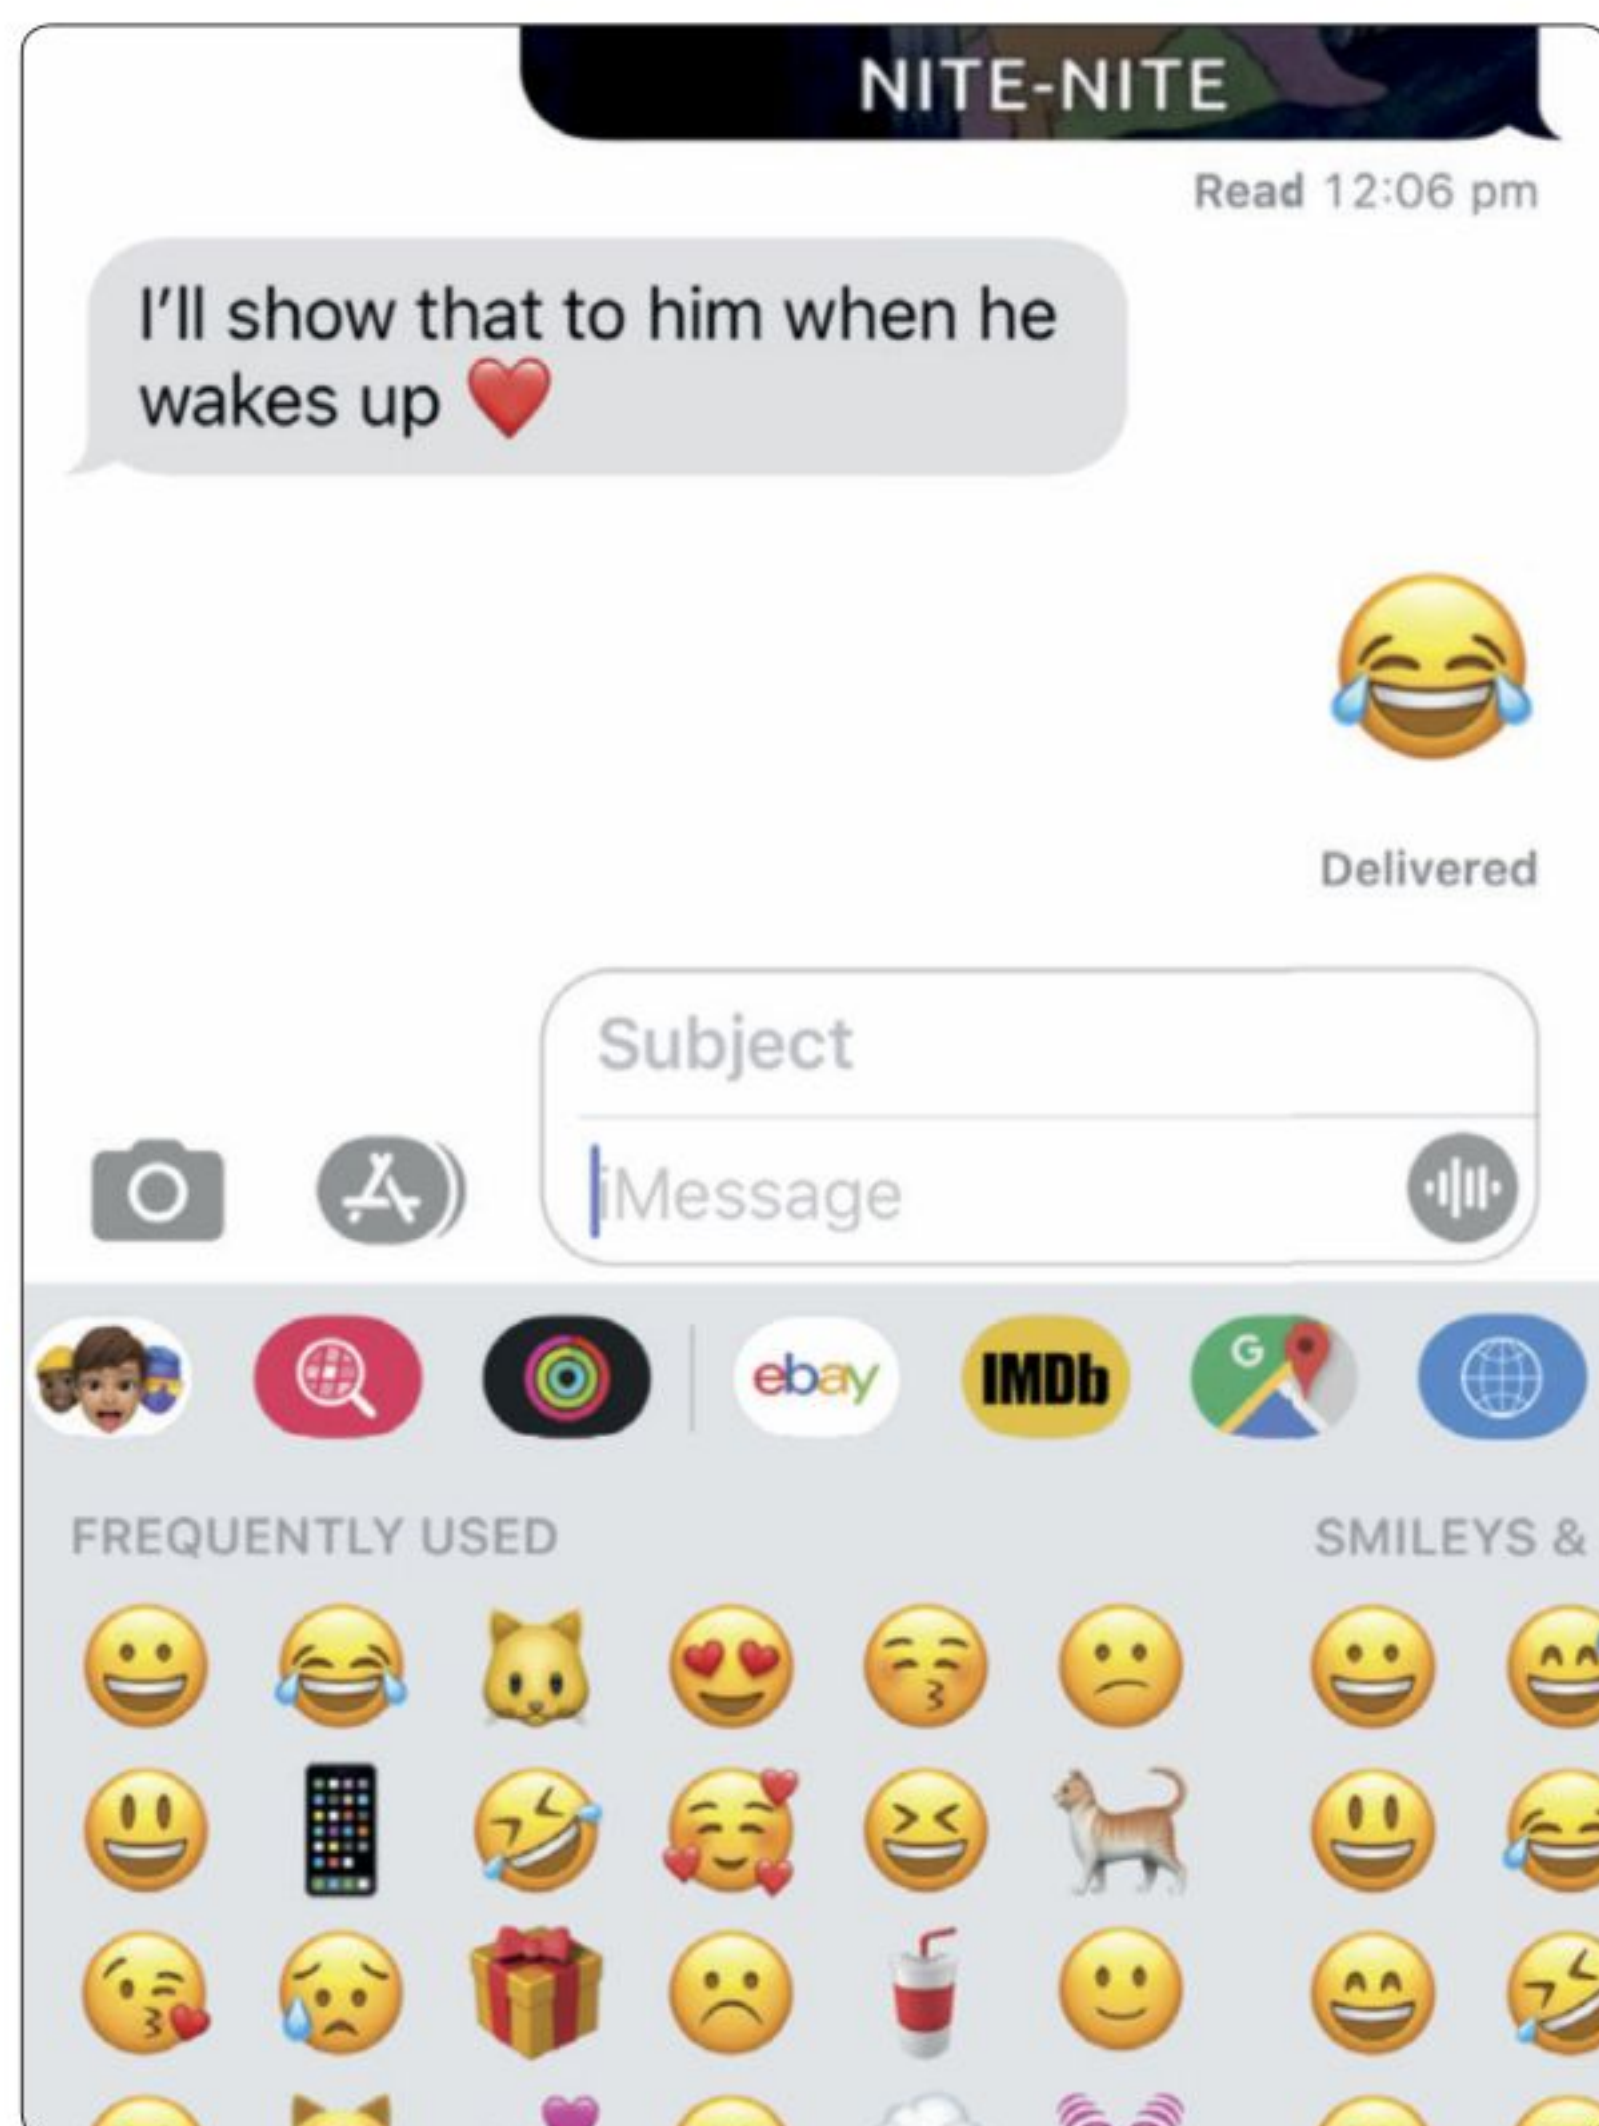 NITE-NITE
Read 12:06 pm
I'll show that to him when he
wakes up ❤️
😂
Delivered
Subject
iMessage
ebay
IMDb
G
FREQUENTLY USED
SMILEYS &